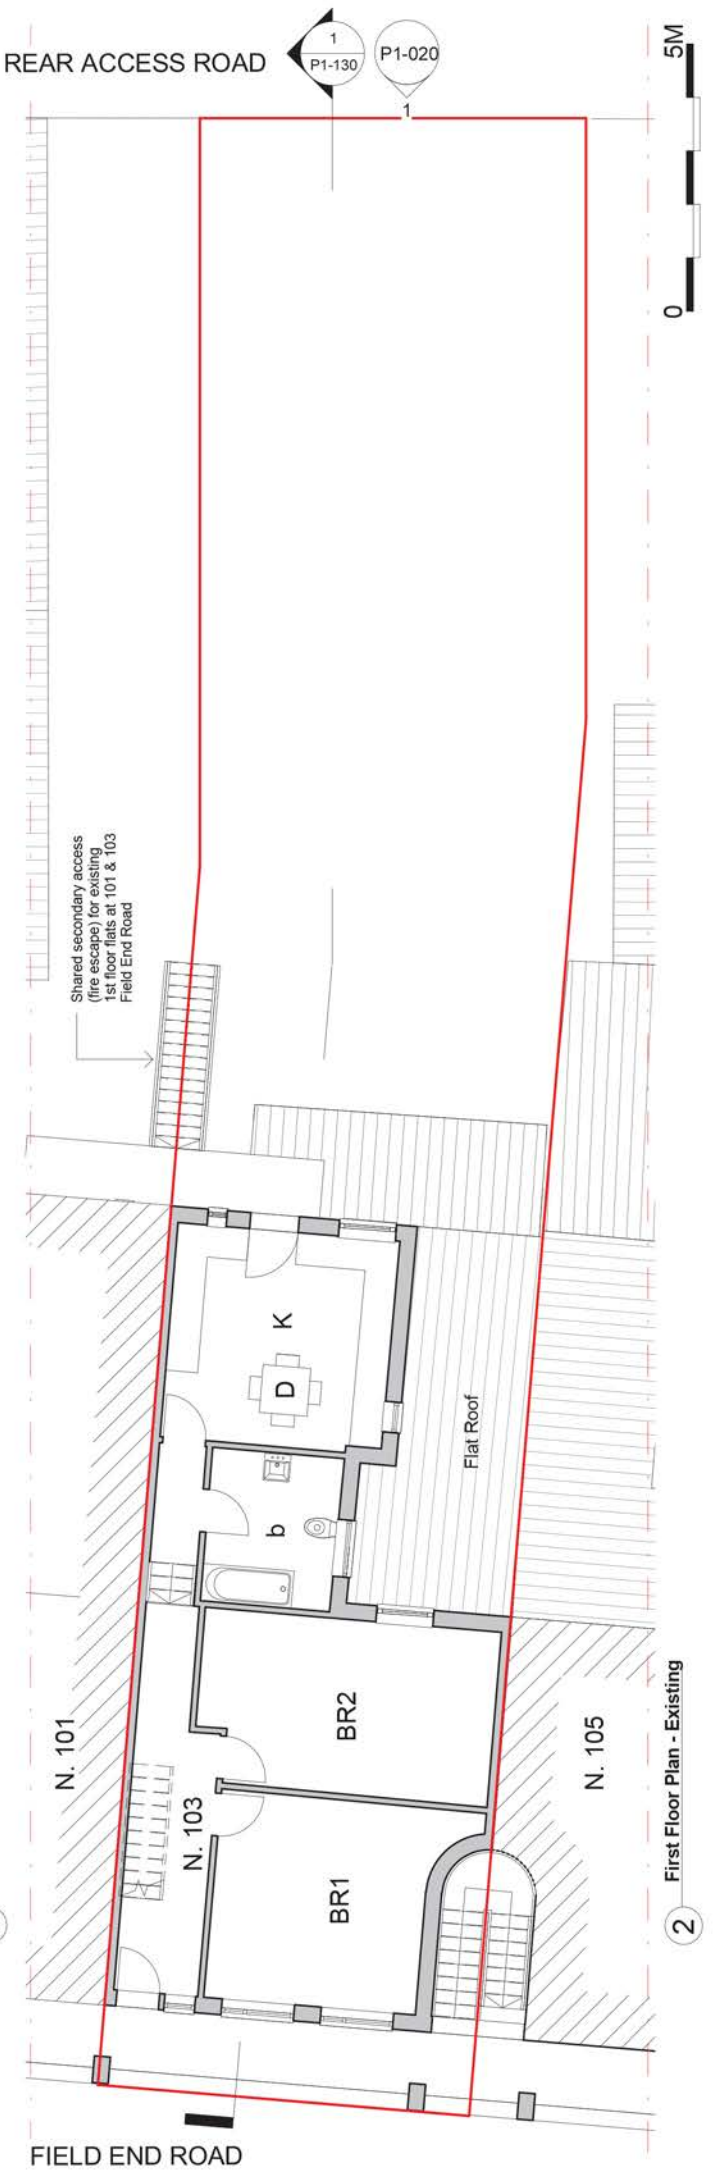 REAR ACCESS ROAD
1
P1-130
P1-020
1
5M
0
Shared secondary access
(fire escape) for existing
1st floor flats at 101 & 103
Field End Road
K
D
Flat Roof
b
N. 101
BR2
N. 103
BR1
N. 105
2
First Floor Plan - Existing
FIELD END ROAD